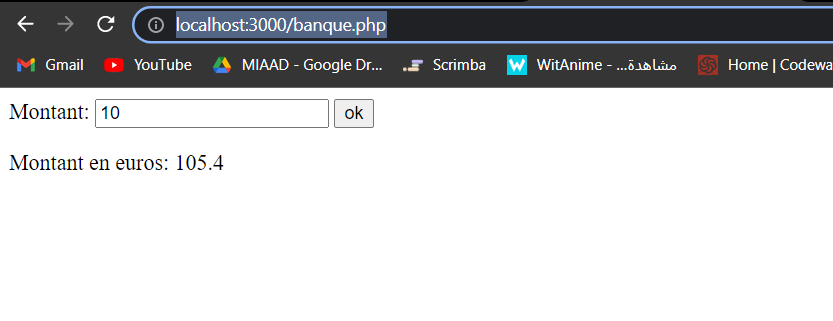 localhost:3000/banque.php
Gmail YouTube MIAAD - Google Dr... Scrimba WitAnime - ...مشاهدة Home | Codewa
Montant: 10 ok
Montant en euros: 105.4